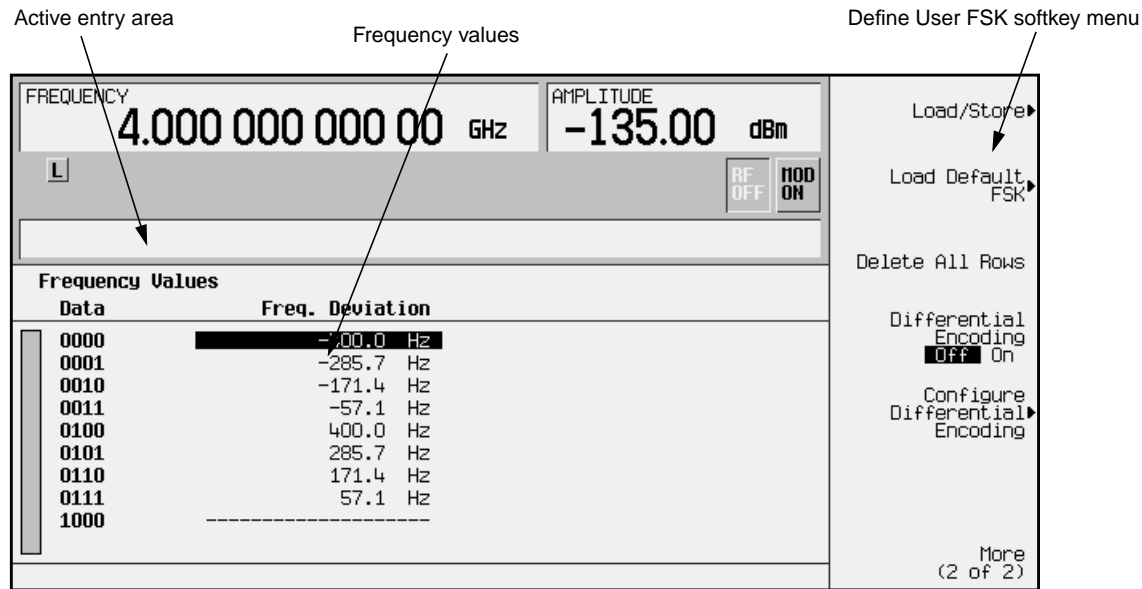 Active entry area
Frequency values
Define User FSK softkey menu
FREQUENCY
4.000 000 000 00 GHz
AMPLITUDE
-135.00 dBm
L
RF OFF
MOD ON
Frequency Values
Data Freq. Deviation
0000 Hz
0001 -285.7 Hz
0010 -171.4 Hz
0011 -57.1 Hz
0100 400.0 Hz
0101 285.7 Hz
0110 171.4 Hz
0111 57.1 Hz
1000 --------------------
Load/Store
Load Default
FSK
Delete All Rows
Differential
Encoding
Off On
Configure
Differential
Encoding
More
(2 of 2)